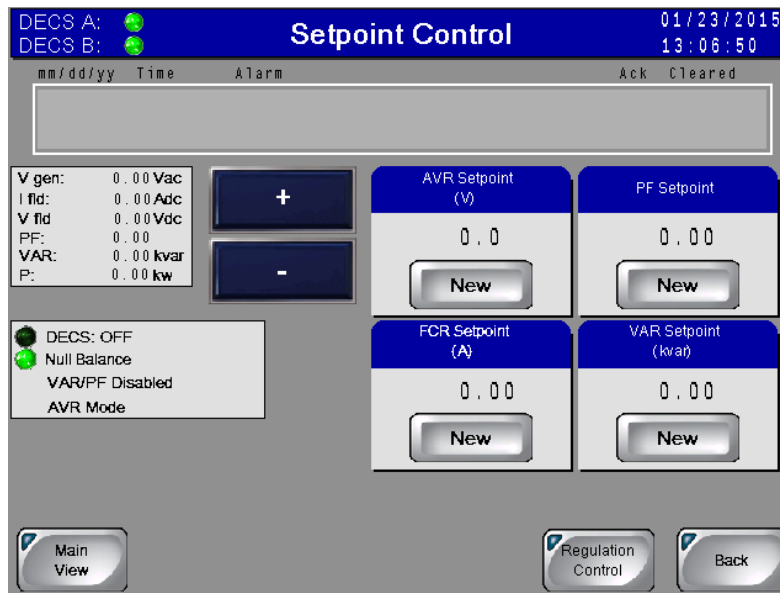 DECS A:
DECS B:
Setpoint Control
01/23/2015
13:06:50
mm/dd/yy Time Alarm Ack Cleared
V gen: 0.00 Vac
I fld: 0.00 Adc
V fld 0.00 Vdc
PF: 0.00
VAR: 0.00 kvar
P: 0.00 kw
+
-
AVR Setpoint
(V)
0.0
New
PF Setpoint
0.00
New
DECS: OFF
Null Balance
VAR/PF Disabled
AVR Mode
FCR Setpoint
(A)
0.00
New
VAR Setpoint
(kvar)
0.00
New
Main
View
Regulation
Control
Back